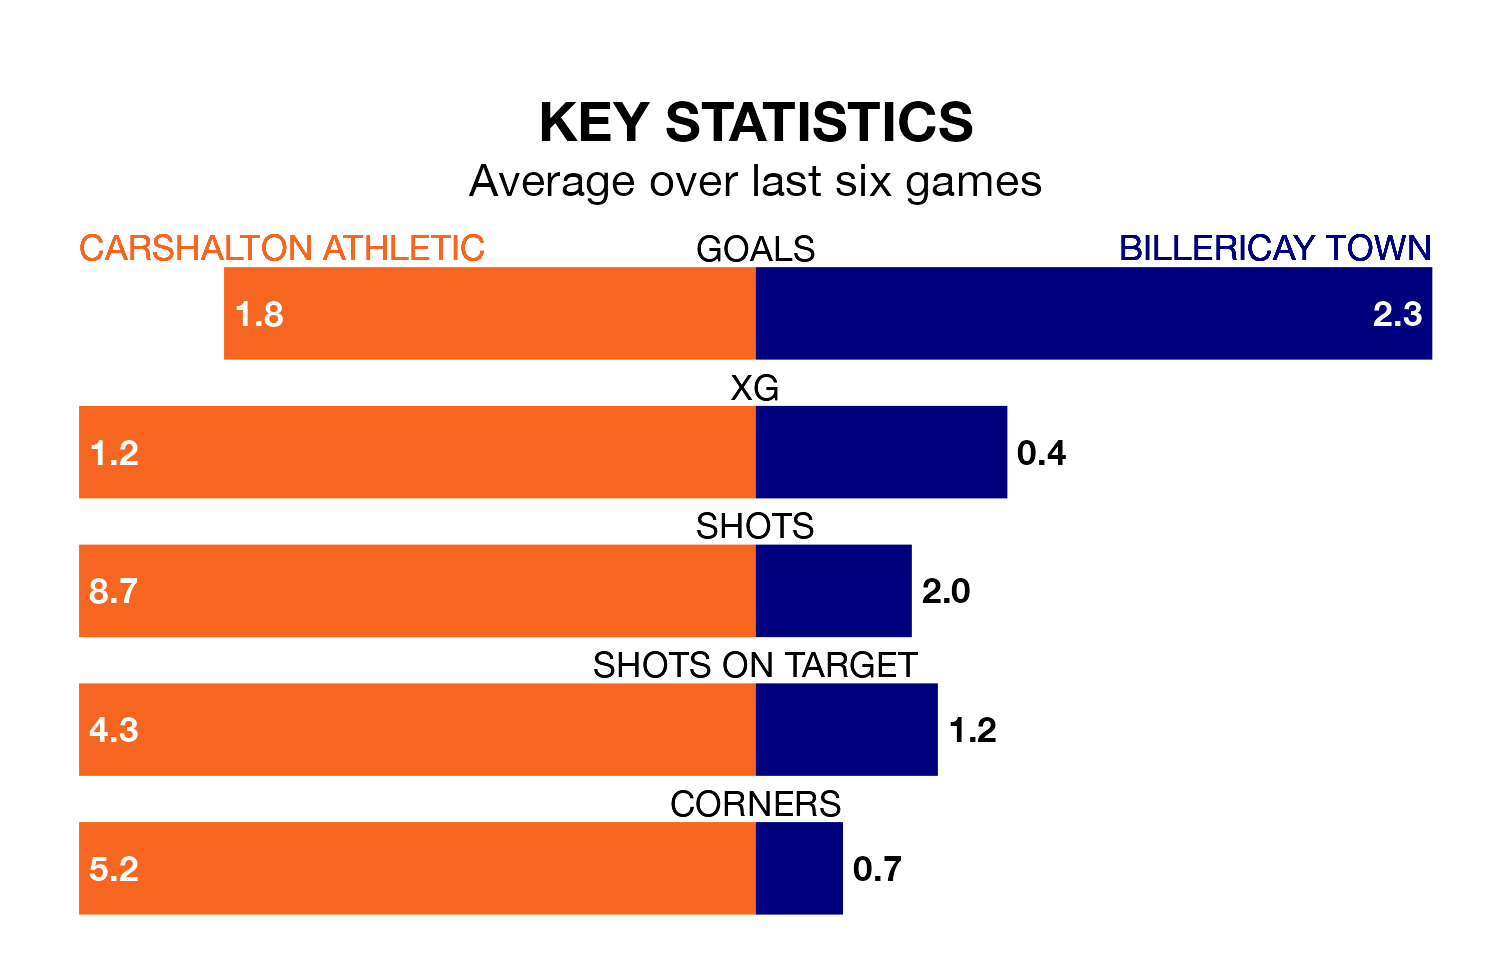 KEY STATISTICS
Average over last six games
CARSHALTON ATHLETIC GOALS BILLERICAY TOWN
1.8 2.3
XG
1.2 0.4
SHOTS
8.7 2.0
SHOTS ON TARGET
4.3 1.2
CORNERS
5.2 0.7